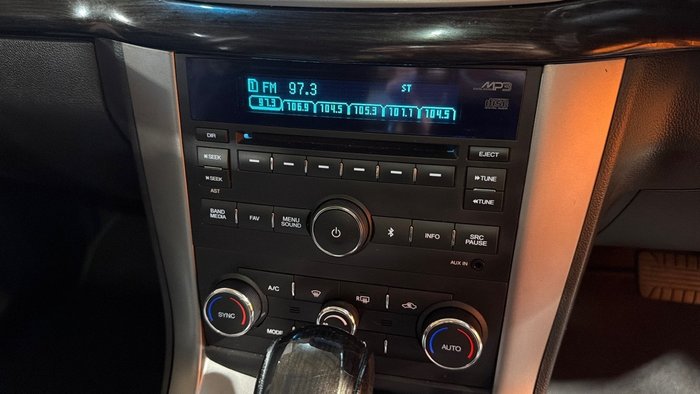 1 FM 97.3 ST
MP3
97.3 106.9 104.5 105.3 107.7 104.5
DIR
EJECT
SEEK
TUNE
SEEK
TUNE
AST
BAND MEDIA
FAV
MENU SOUND
INFO
SRC PAUSE
AUX IN
A/C
R
SYNC
AUTO
MODE